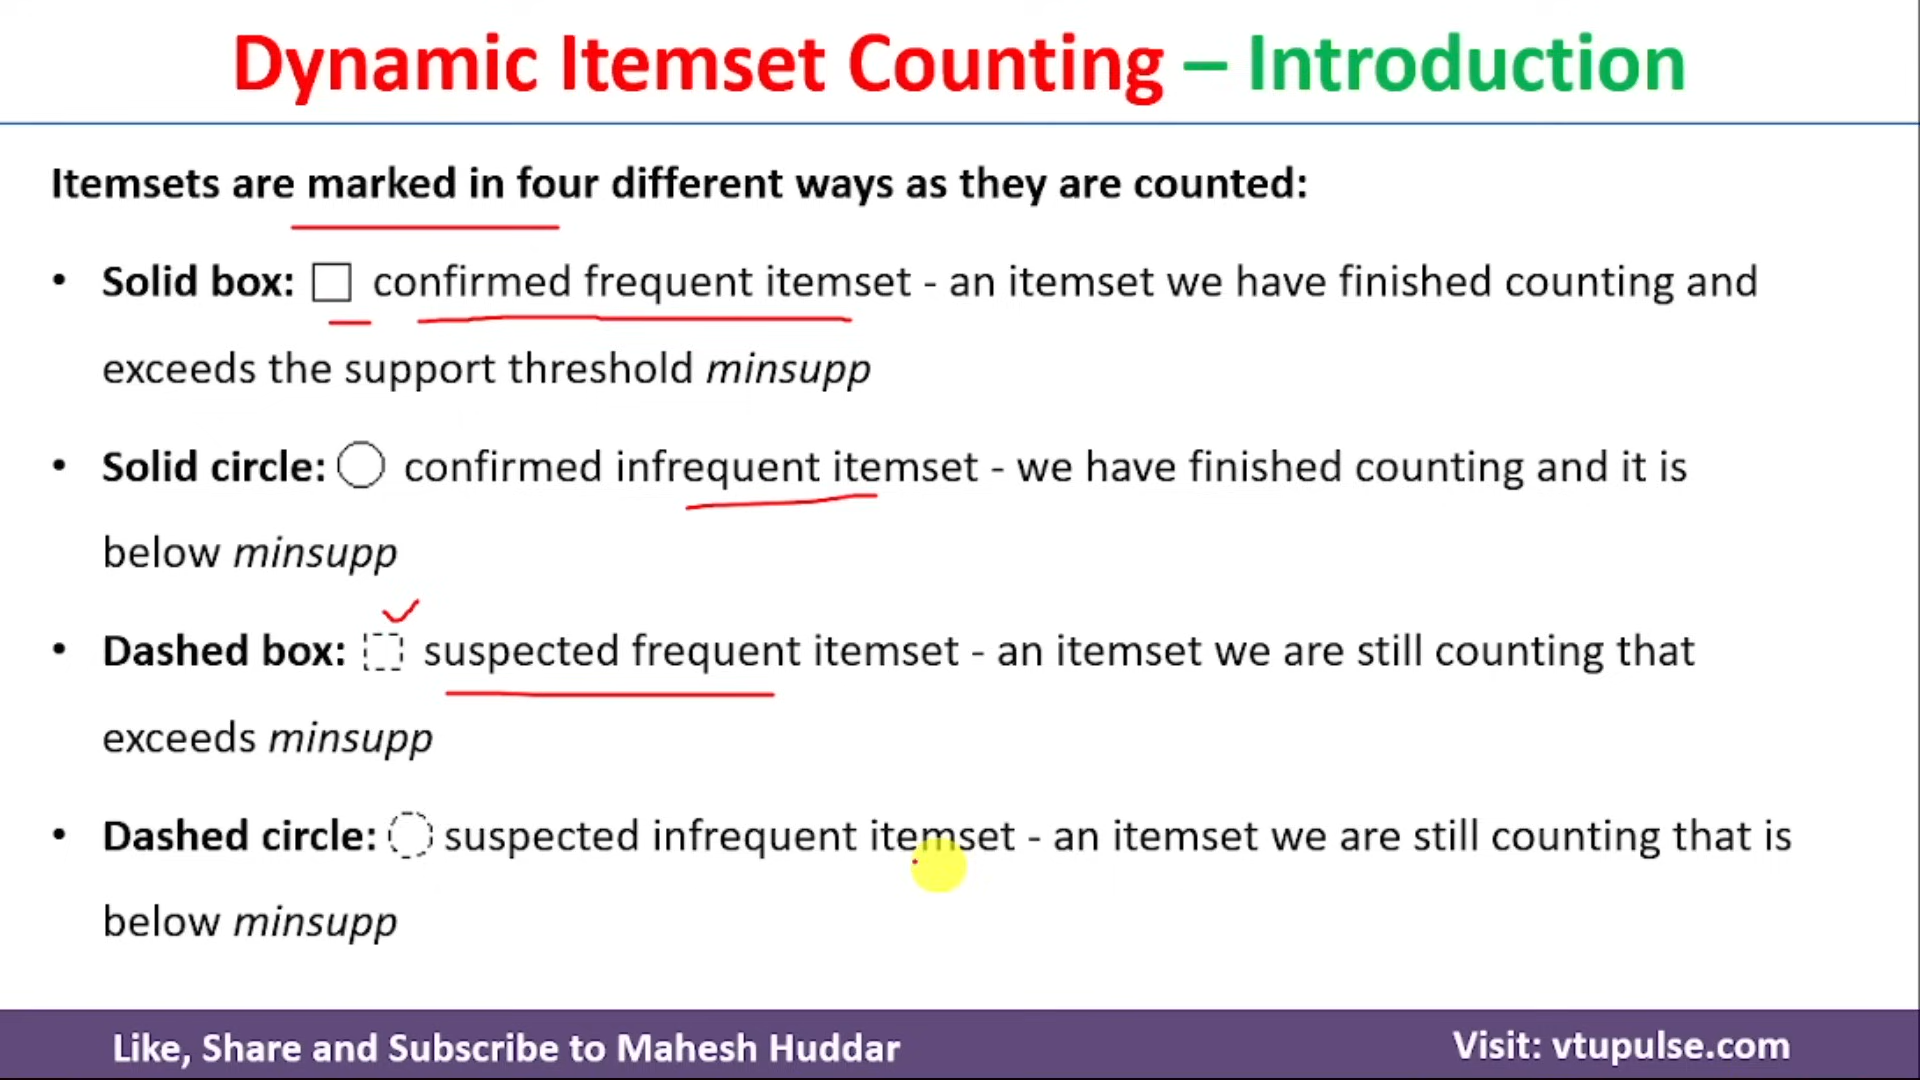 Dynamic Itemset Counting – Introduction
Itemsets are marked in four different ways as they are counted:
• Solid box: confirmed frequent itemset - an itemset we have finished counting and
exceeds the support threshold minsupp
• Solid circle: confirmed infrequent itemset - we have finished counting and it is
below minsupp
• Dashed box: suspected frequent itemset - an itemset we are still counting that
exceeds minsupp
• Dashed circle: suspected infrequent itemset - an itemset we are still counting that is
below minsupp
Like, Share and Subscribe to Mahesh Huddar
Visit: vtupulse.com